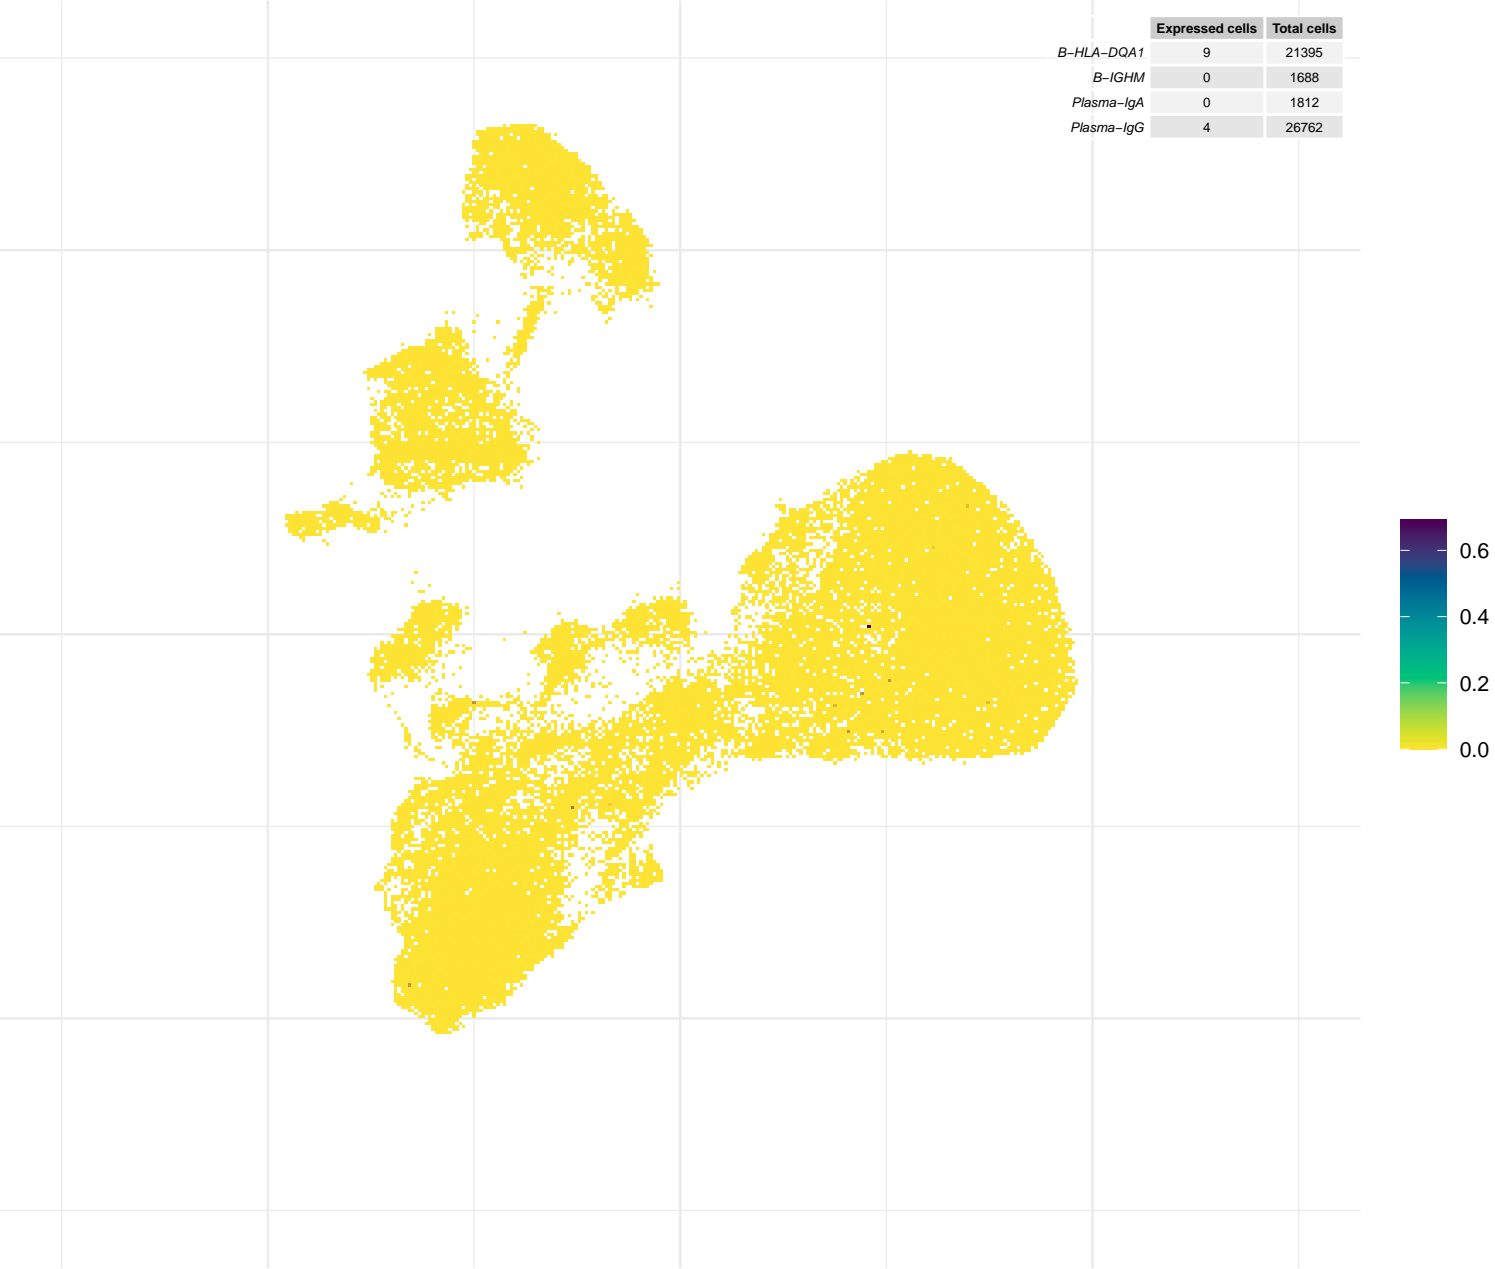 Expressed cells Total cells
B−HLA−DQA1 9 21395
B−IGHM 0 1688
Plasma−IgA 0 1812
Plasma−IgG 4 26762
0.6
0.4
0.2
0.0